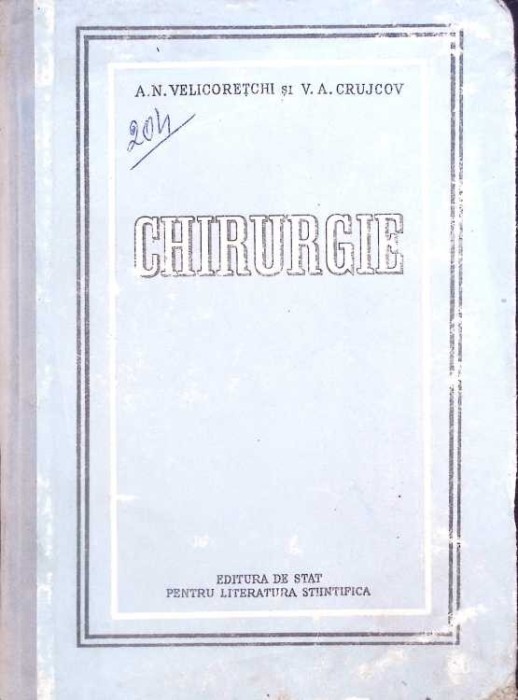 A.N. VELICOREȚCHI ȘI V. A. CRUJCOV
204
CHIRURGIE
EDITURA DE STAT
PENTRU LITERATURA STIINTIFICA